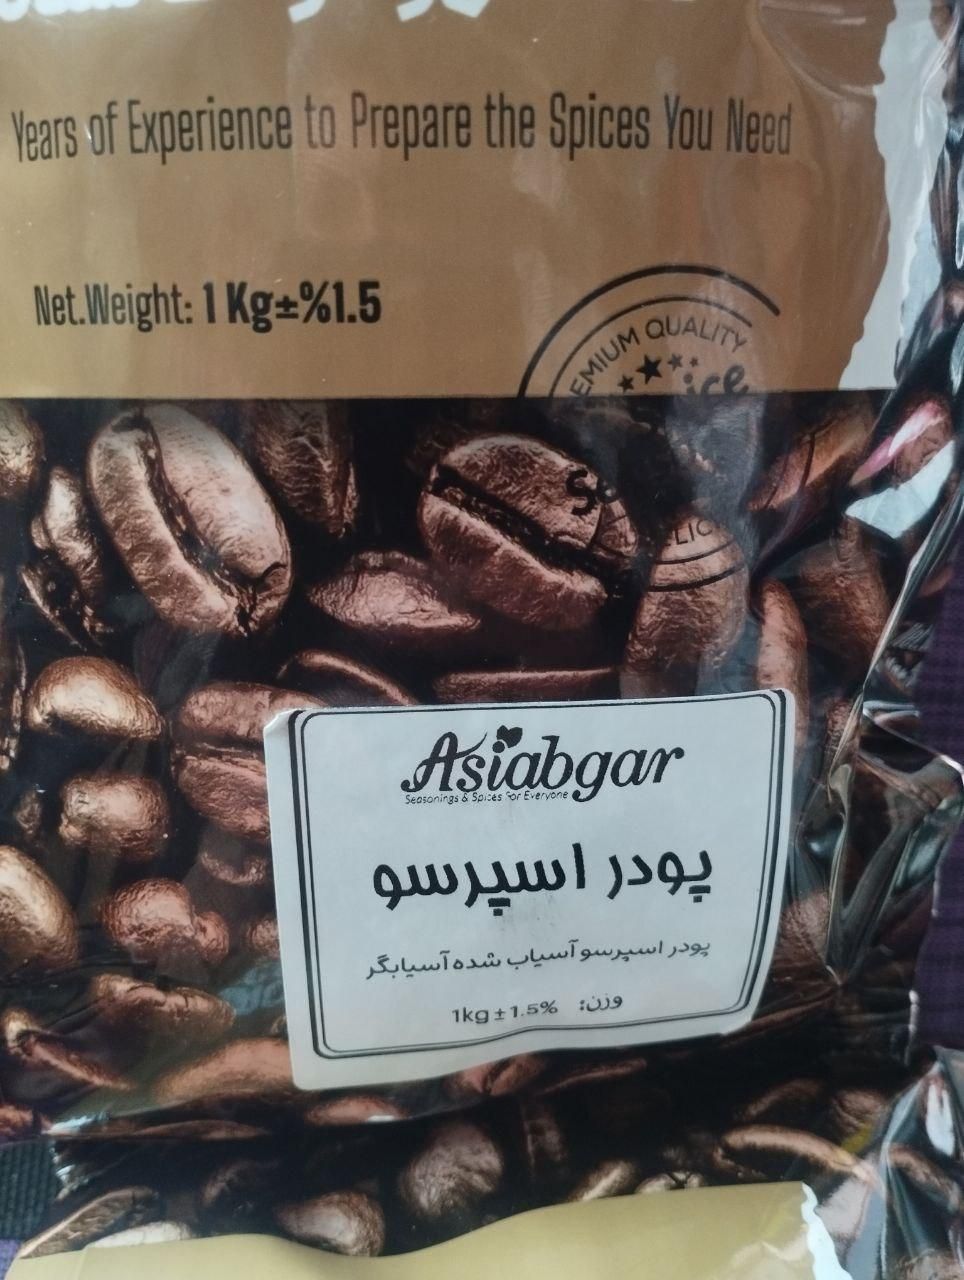 Years of Experience to Prepare the Spices You Need
Net.Weight: 1 Kg±%1.5
QUALITY
Asiabgar
Seasonings & Spices For Everyone
پودر اسپرسو
پودر اسپرسو آسیاب شده آسیابگر
وزن: 1kg±1.5%